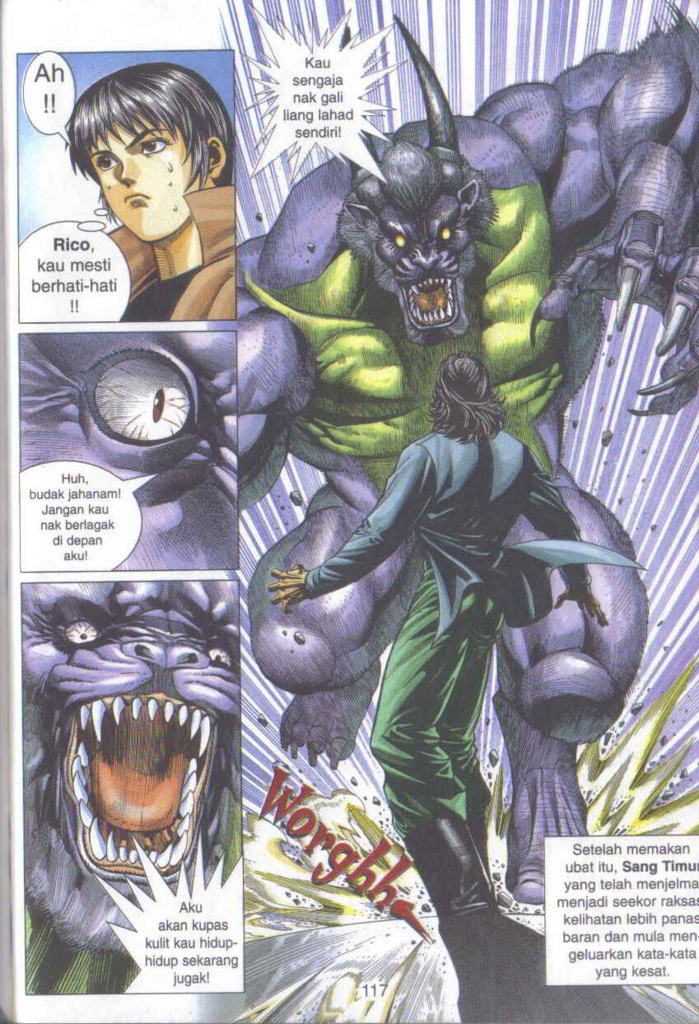 Ah
!!
Rico,
kau mesti
berhati-hati
!!
Huh,
budak jahanam!
Jangan kau
nak berlagak
di depan
aku!
Aku
akan kupas
kulit kau hidup-
hidup sekarang
jugak!
Kau
sengaja
nak gali
liang lahad
sendiri!
Worghhh
Setelah memakan
ubat itu, Sang Timur
yang telah menjelma
menjadi seekor raksas
kelihatan lebih panas
baran dan mula men-
geluarkan kata-kata
yang kesat.
117